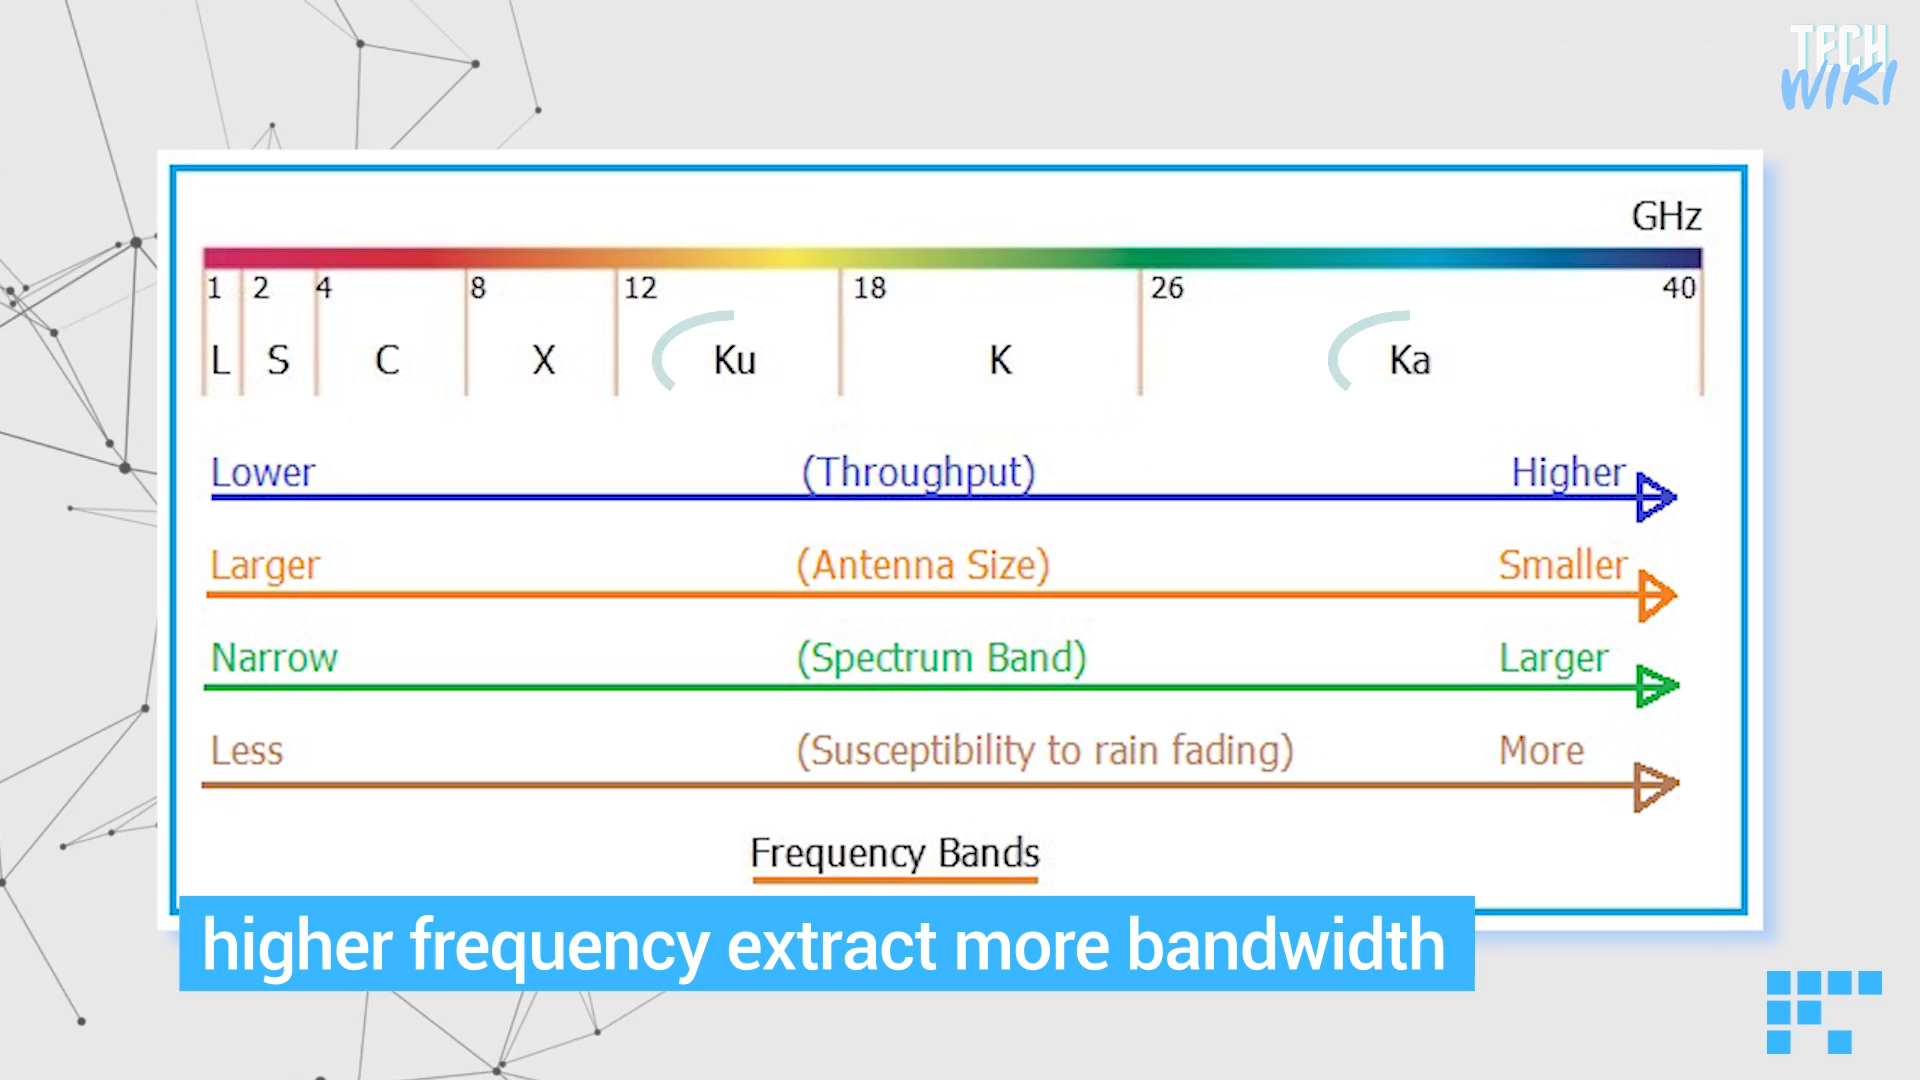 TECH
WIKI
GHz
1 2 4 8 12 18 26 40
L S C X Ku K Ka
Lower (Throughput) Higher
Larger (Antenna Size) Smaller
Narrow (Spectrum Band) Larger
Less (Susceptibility to rain fading) More
Frequency Bands
higher frequency extract more bandwidth